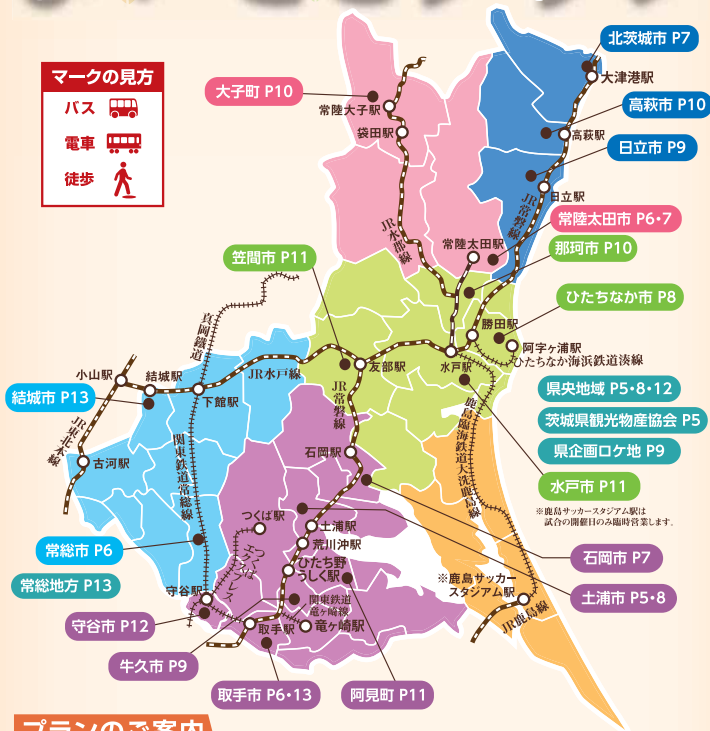 マークの見方
バス
電車
徒歩
北茨城市 P7
大津港駅
大子町 P10
常陸大子駅
袋田駅
高萩市 P10
高萩駅
日立市 P9
日立駅
JR常磐線
JR水郡線
常陸太田市 P6・7
常陸太田駅
那珂市 P10
笠間市 P11
ひたちなか市 P8
勝田駅
阿字ヶ浦駅
ひたちなか海浜鉄道湊線
水戸駅
友部駅
真岡鐵道
JR水戸線
小山駅
結城駅
下館駅
結城市 P13
JR東北本線
古河駅
JR常磐線
県央地域 P5・8・12
茨城県観光物産協会 P5
県企画ロケ地 P9
水戸市 P11
※鹿島サッカースタジアム駅は
試合の開催日のみ臨時営業します。
鹿島臨海鉄道大洗鹿島線
関東鉄道常総線
石岡駅
つくば駅
つくばエクスプレス
土浦駅
荒川沖駅
ひたち野
うしく駅
石岡市 P7
土浦市 P5・8
常総市 P6
常総地方 P13
守谷駅
守谷市 P12
関東鉄道
竜ヶ崎線
竜ヶ崎駅
取手駅
※鹿島サッカー
スタジアム駅
JR鹿島線
牛久市 P9
取手市 P6・13
阿見町 P11
プランのご案内